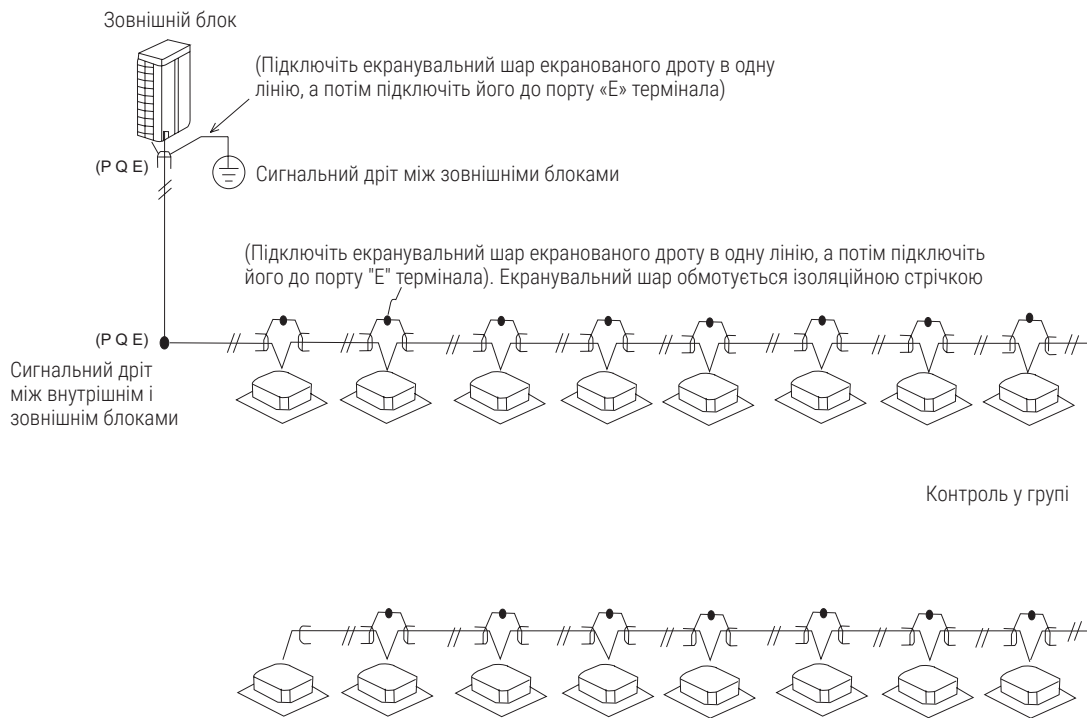 Зовнішній блок
(Підключіть екранувальний шар екранованого дроту в одну
лінію, а потім підключіть його до порту «Е» термінала)
(P Q E)
Сигнальний дріт між зовнішніми блоками
(Підключіть екранувальний шар екранованого дроту в одну лінію, а потім підключіть
його до порту "Е" термінала). Екранувальний шар обмотується ізоляційною стрічкою
(P Q E)
Сигнальний дріт
між внутрішнім і
зовнішнім блоками
Контроль у групі